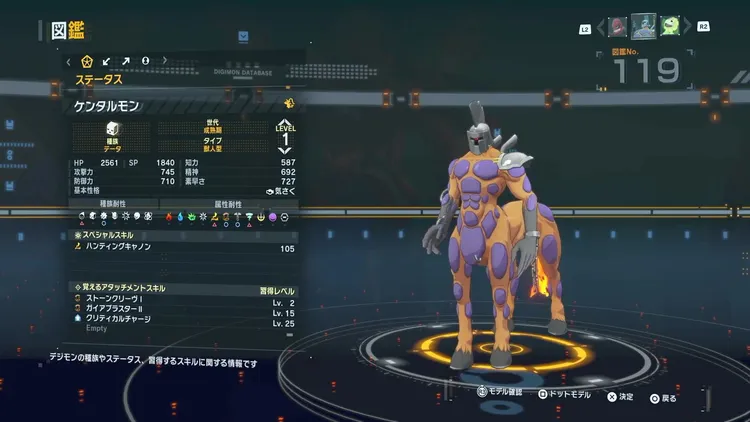 図鑑
L2
R2
図鑑No.
119
DIGIMON DATABASE
ステータス
ケンタルモン
種族
データ
世代
成熟期
タイプ
獣人型
LEVEL
1
HP 2561 SP 1840 知力 587
攻撃力 745 精神 692
防御力 710 素早さ 727
基本性格 気さく
種族耐性 属性耐性
スペシャルスキル
ハンティングキャノン 105
覚えるアタッチメントスキル 習得レベル
ストーングリーヴⅠ Lv. 2
ガイアブラスターⅡ Lv. 15
クリティカルチャージ Lv. 25
Empty
デジモンの種族やステータス、習得するスキルに関する情報です
モデル確認 ドットモデル 決定 戻る